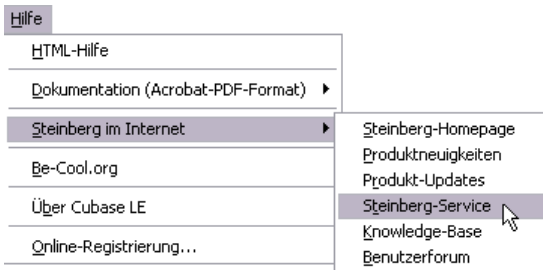 Hilfe
HTML-Hilfe
Dokumentation (Acrobat-PDF-Format)
Steinberg im Internet
Be-Cool.org
Über Cubase LE
Online-Registrierung...
Steinberg-Homepage
Produktneuigkeiten
Produkt-Updates
Steinberg-Service
Knowledge-Base
Benutzerforum